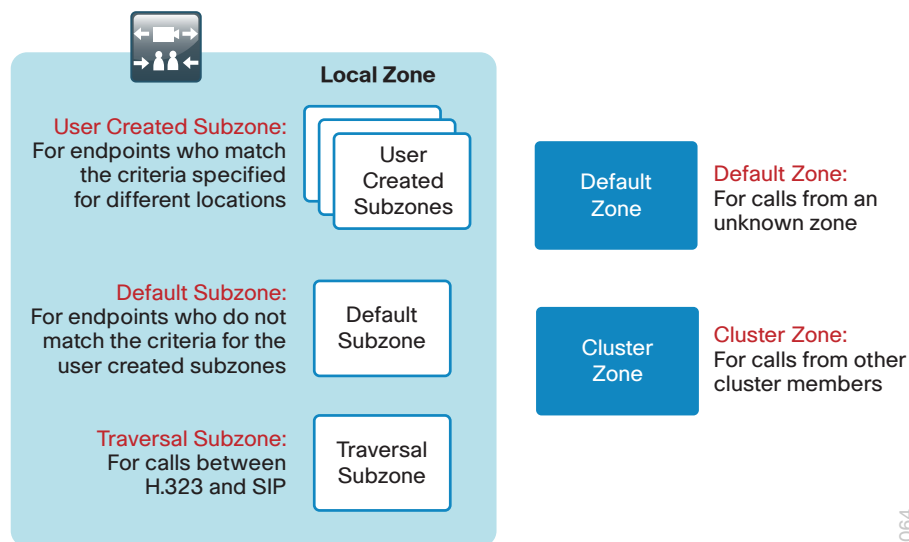 Local Zone
User Created Subzone:
For endpoints who match
the criteria specified
for different locations
User
Created
Subzones
Default Subzone:
For endpoints who do not
match the criteria for the
user created subzones
Default
Subzone
Traversal Subzone:
For calls between
H.323 and SIP
Traversal
Subzone
Default
Zone
Default Zone:
For calls from an
unknown zone
Cluster
Zone
Cluster Zone:
For calls from other
cluster members
064